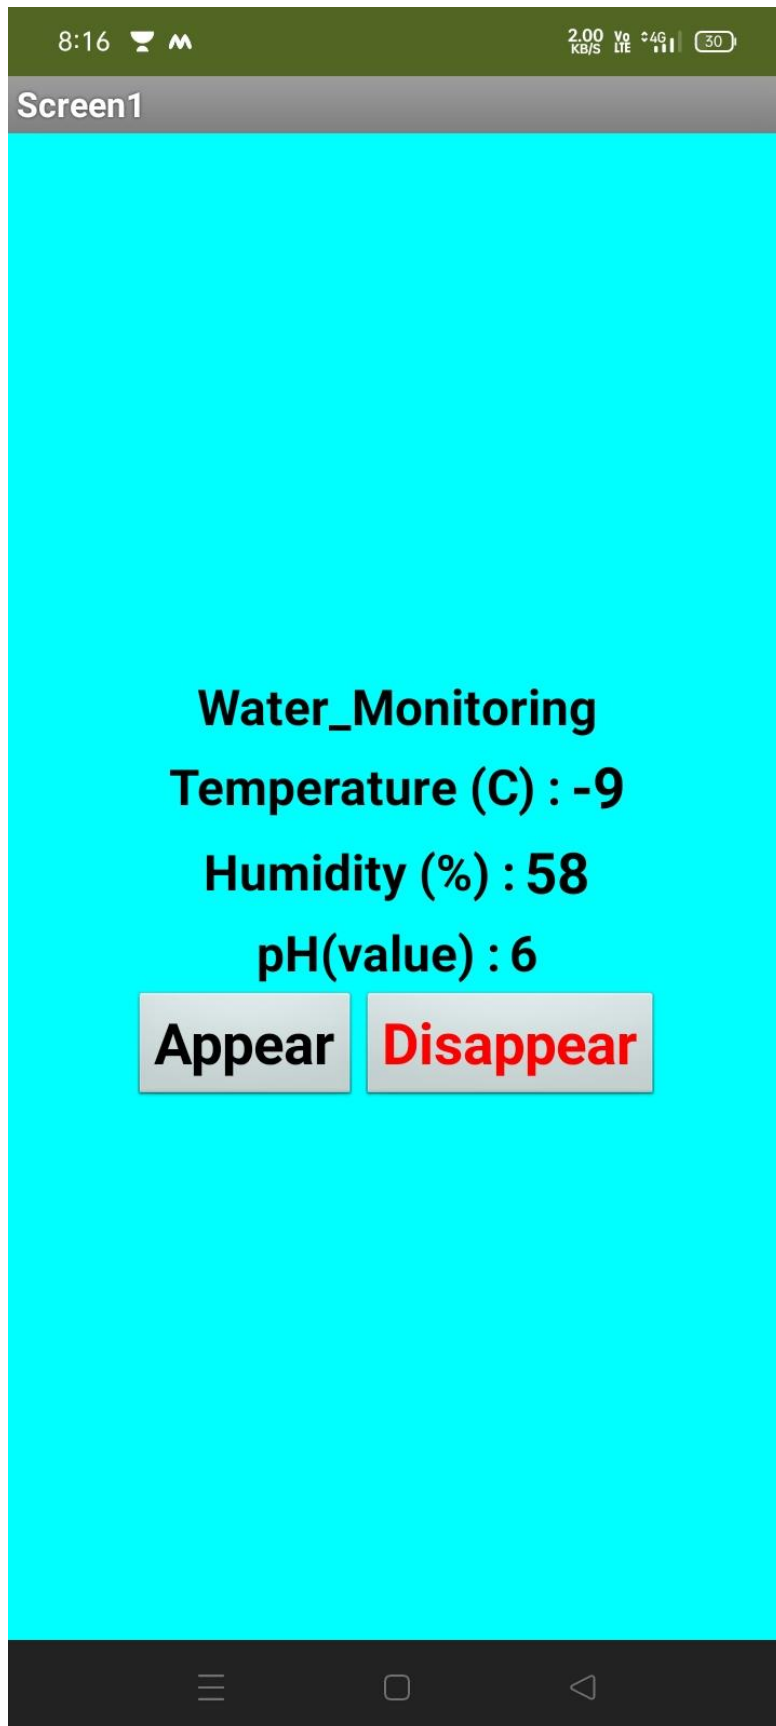 8:16 2.00 KB/S Vo LTE 4G 30
Screen1
Water_Monitoring
Temperature (C) : -9
Humidity (%) : 58
pH(value) : 6
Appear Disappear